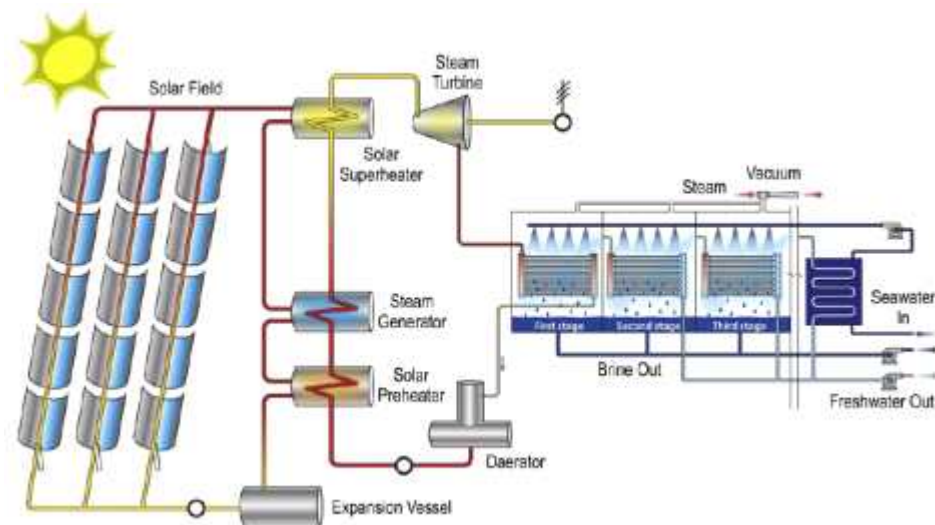 Solar Field
Steam
Turbine
Solar
Superheater
Steam
Vacuum
Steam
Generator
First stage
Second stage
Third stage
Seawater
In
Brine Out
Solar
Preheater
Freshwater Out
Daerator
Expansion Vessel